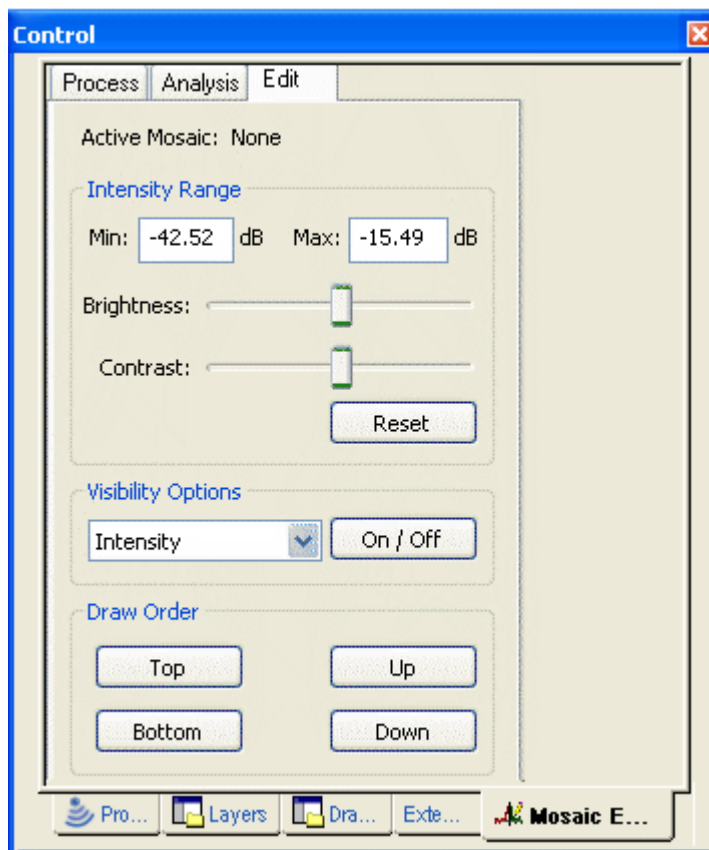 Control
Process Analysis Edit
Active Mosaic: None
Intensity Range
Min: -42.52 dB Max: -15.49 dB
Brightness:
Contrast:
Reset
Visibility Options
Intensity On / Off
Draw Order
Top Up
Bottom Down
Pro... Layers Dra... Exte... Mosaic E...